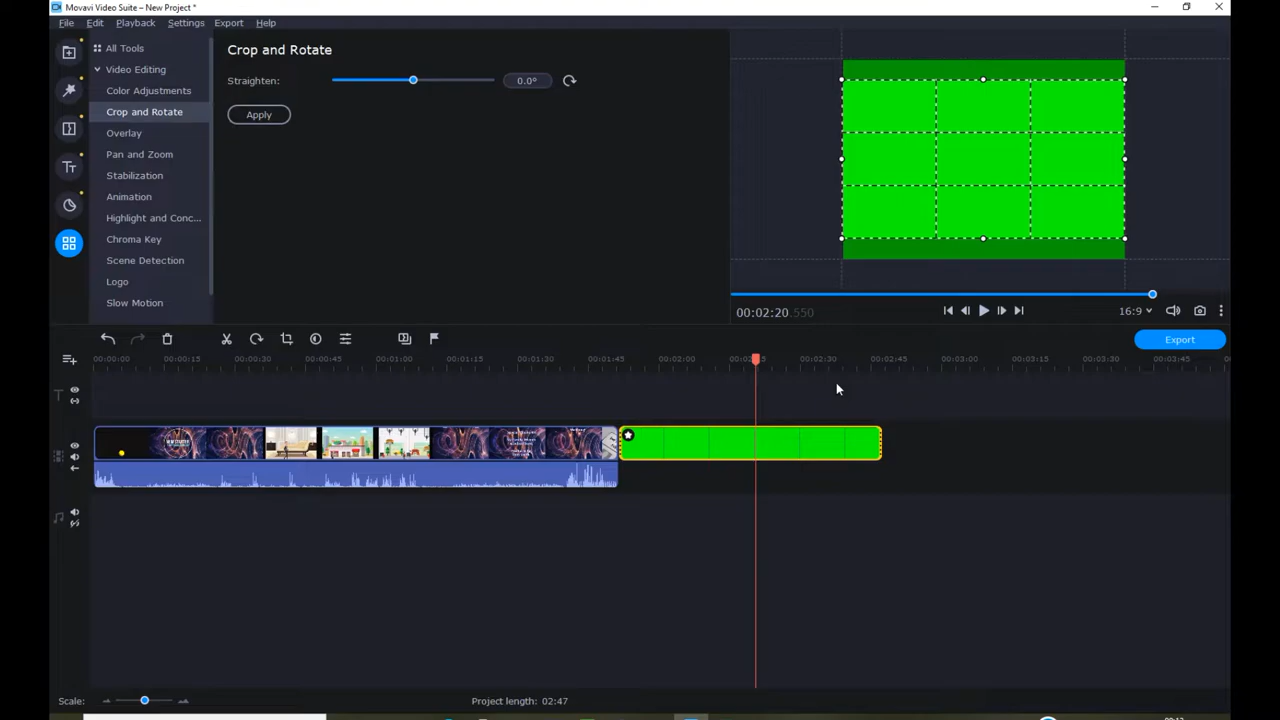 Movavi Video Suite – New Project *
File Edit Playback Settings Export Help
All Tools
Video Editing
Color Adjustments
Crop and Rotate
Overlay
Pan and Zoom
Stabilization
Animation
Highlight and Conc...
Chroma Key
Scene Detection
Logo
Slow Motion
Crop and Rotate
Straighten:
0.0°
Apply
00:02:20.550
16:9
Export
00:00:00 00:00:15 00:00:30 00:00:45 00:01:00 00:01:15 00:01:30 00:01:45 00:02:00 00:02:30 00:02:45 00:03:00 00:03:15 00:03:30 00:03:45
Scale:
Project length: 02:47